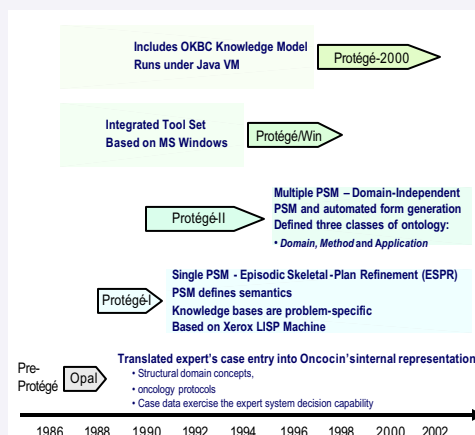 Includes OKBC Knowledge Model
Runs under Java VM
Protégé-2000
Integrated Tool Set
Based on MS Windows
Protégé/Win
Protégé-II
Multiple PSM – Domain-Independent
PSM and automated form generation
Defined three classes of ontology:
• Domain, Method and Application
Protégé-I
Single PSM - Episodic Skeletal-Plan Refinement (ESPR)
PSM defines semantics
Knowledge bases are problem-specific
Based on Xerox LISP Machine
Pre-
Protégé
Opal
Translated expert's case entry into Oncocin'sinternal representation
• Structural domain concepts,
• oncology protocols
• Case data exercise the expert system decision capability
1986 1988 1990 1992 1994 1996 1998 2000 2002